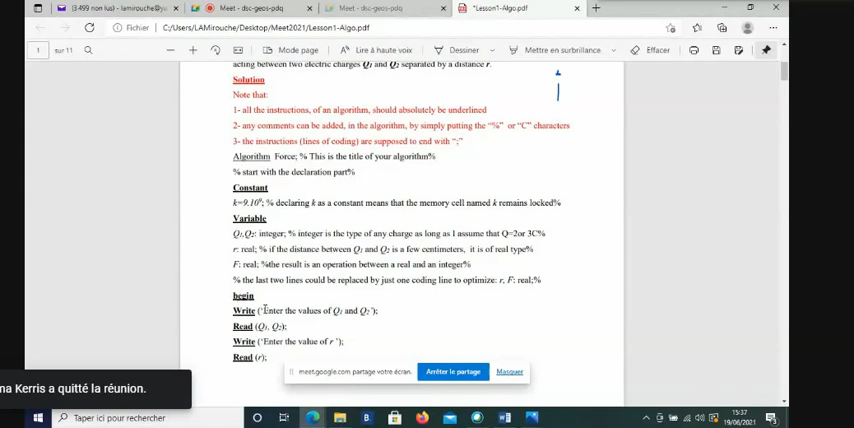 (3 499 non lus) - lamirouche@y
Meet - dsc-geos-pdq
Meet - dsc-geos-pdq
*Lesson1-Algo.pdf
Fichier
C:/Users/LAMirouche/Desktop/Meet2021/Lesson1-Algo.pdf
1 sur 11
Mode page
Lire à haute voix
Dessiner
Mettre en surbrillance
Effacer
acting between two electric charges Q1 and Q2 separated by a distance r.
Solution
Note that:
1- all the instructions, of an algorithm, should absolutely be underlined
2- any comments can be added, in the algorithm, by simply putting the "%" or "C" characters
3- the instructions (lines of coding) are supposed to end with ";"
Algorithm Force; % This is the title of your algorithm%
% start with the declaration part%
Constant
k=9.10⁹; % declaring k as a constant means that the memory cell named k remains locked%
Variable
Q1,Q2: integer; % integer is the type of any charge as long as I assume that Q=2or 3C%
r: real; % if the distance between Q1 and Q2 is a few centimeters, it is of real type%
F: real; %the result is an operation between a real and an integer%
% the last two lines could be replaced by just one coding line to optimize: r, F: real;%
begin
Write ('Enter the values of Q1 and Q2');
Read (Q1, Q2);
Write ('Enter the value of r ');
Read (r);
meet.google.com partage votre écran.
Arrêter le partage
Masquer
ma Kerris a quitté la réunion.
Taper ici pour rechercher
15:37
19/06/2021